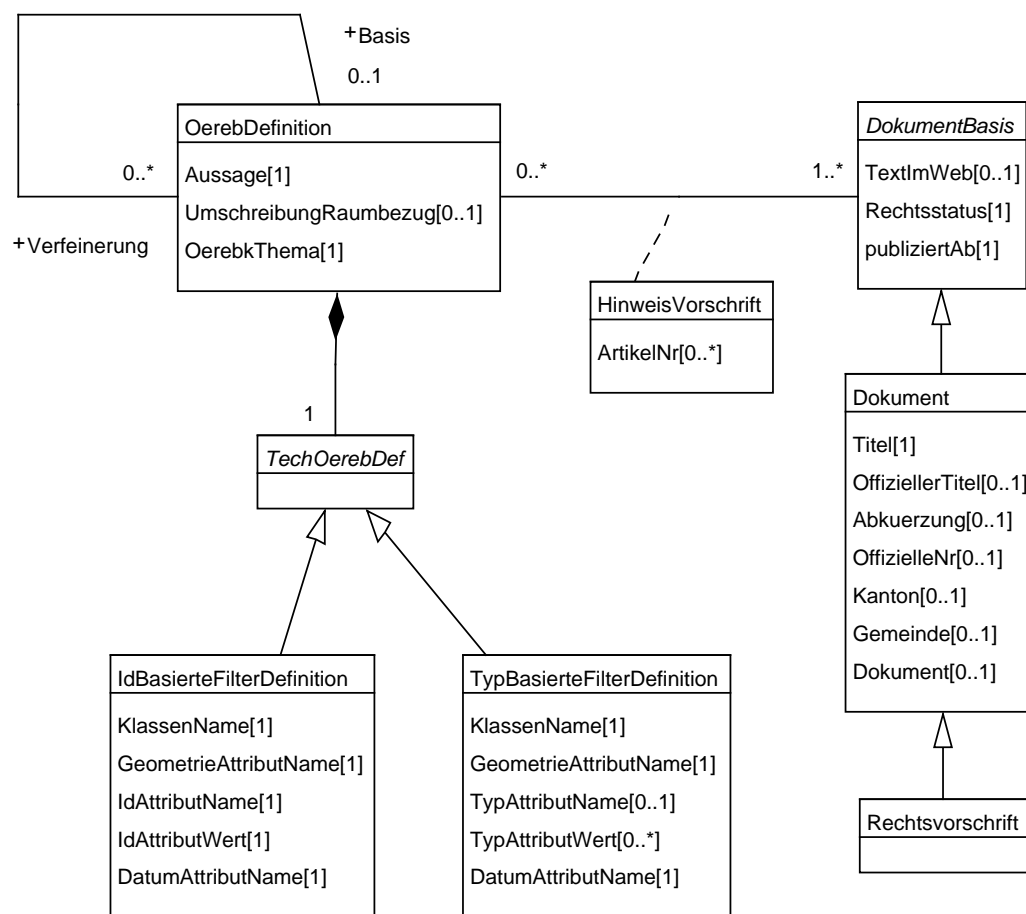 +Basis
0..1
OerebDefinition
Aussage[1]
UmschreibungRaumbezug[0..1]
OerebkThema[1]
0..*
+Verfeinerung
0..*
1..*
DokumentBasis
TextImWeb[0..1]
Rechtsstatus[1]
publiziertAb[1]
HinweisVorschrift
ArtikelNr[0..*]
1
TechOerebDef
Dokument
Titel[1]
OffiziellerTitel[0..1]
Abkuerzung[0..1]
OffizielleNr[0..1]
Kanton[0..1]
Gemeinde[0..1]
Dokument[0..1]
IdBasierteFilterDefinition
KlassenName[1]
GeometrieAttributName[1]
IdAttributName[1]
IdAttributWert[1]
DatumAttributName[1]
TypBasierteFilterDefinition
KlassenName[1]
GeometrieAttributName[1]
TypAttributName[0..1]
TypAttributWert[0..*]
DatumAttributName[1]
Rechtsvorschrift